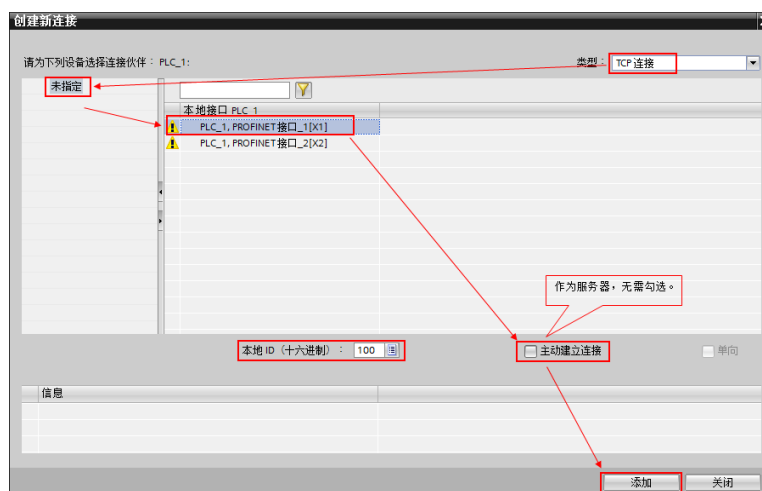 创建新连接
请为下列设备选择连接伙伴： PLC_1:
类型： TCP 连接
未指定
本地接口 PLC_1
PLC_1, PROFINET接口_1[X1]
PLC_1, PROFINET接口_2[X2]
作为服务器，无需勾选。
本地 ID（十六进制）： 100
主动建立连接
单向
信息
添加
关闭